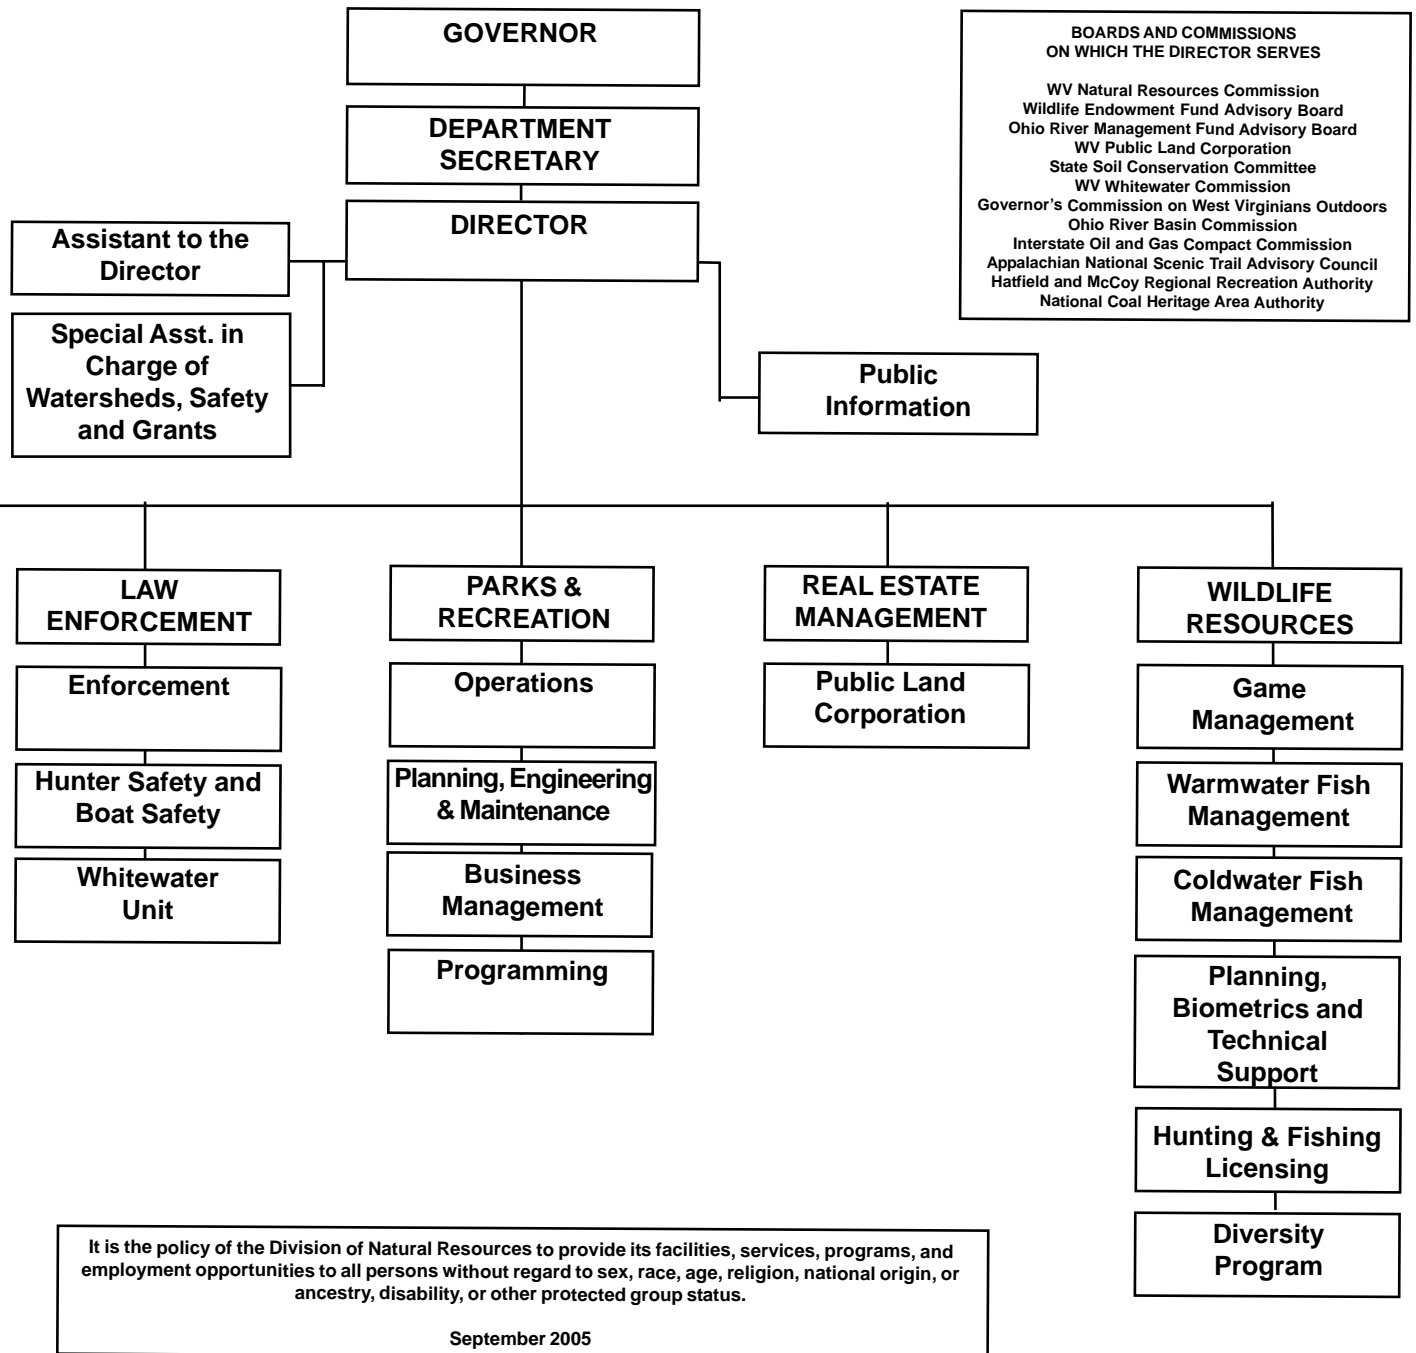 GOVERNOR
DEPARTMENT
SECRETARY
DIRECTOR
BOARDS AND COMMISSIONS
ON WHICH THE DIRECTOR SERVES
WV Natural Resources Commission
Wildlife Endowment Fund Advisory Board
Ohio River Management Fund Advisory Board
WV Public Land Corporation
State Soil Conservation Committee
WV Whitewater Commission
Governor's Commission on West Virginians Outdoors
Ohio River Basin Commission
Interstate Oil and Gas Compact Commission
Appalachian National Scenic Trail Advisory Council
Hatfield and McCoy Regional Recreation Authority
National Coal Heritage Area Authority
Assistant to the
Director
Special Asst. in
Charge of
Watersheds, Safety
and Grants
Public
Information
LAW
ENFORCEMENT
Enforcement
Hunter Safety and
Boat Safety
Whitewater
Unit
PARKS &
RECREATION
Operations
Planning, Engineering
& Maintenance
Business
Management
Programming
REAL ESTATE
MANAGEMENT
Public Land
Corporation
WILDLIFE
RESOURCES
Game
Management
Warmwater Fish
Management
Coldwater Fish
Management
Planning,
Biometrics and
Technical
Support
Hunting & Fishing
Licensing
Diversity
Program
It is the policy of the Division of Natural Resources to provide its facilities, services, programs, and
employment opportunities to all persons without regard to sex, race, age, religion, national origin, or
ancestry, disability, or other protected group status.
September 2005